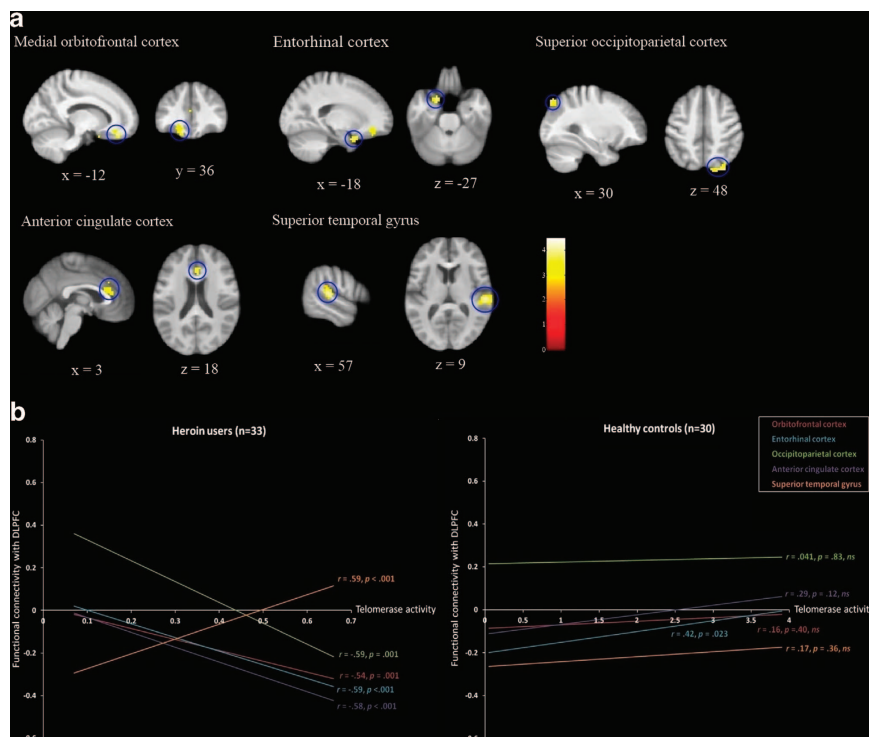 a
Medial orbitofrontal cortex
Entorhinal cortex
Superior occipitoparietal cortex
x = -12
y = 36
x = -18
z = -27
x = 30
z = 48
Anterior cingulate cortex
Superior temporal gyrus
4
3
2
1
0
x = 3
z = 18
x = 57
z = 9
b
Heroin users (n=33)
Functional connectivity with DLPFC
0.8
0.6
0.4
0.2
0
-0.2
-0.4
-0.6
0
0.1
0.2
0.3
0.4
0.5
0.6
0.7
Telomerase activity
r = .59, p < .001
r = -.59, p = .001
r = -.54, p = .001
r = -.59, p <.001
r = -.58, p < .001
Healthy controls (n=30)
Functional connectivity with DLPFC
0.8
0.6
0.4
0.2
0
-0.2
-0.4
-0.6
0
0.5
1
1.5
2
2.5
3
3.5
4
Telomerase activity
r = .041, p = .83, ns
r = .29, p = .12, ns
r = .42, p = .023
r = .16, p =.40, ns
r = .17, p = .36, ns
Orbitofrontal cortex
Entorhinal cortex
Occipitoparietal cortex
Anterior cingulate cortex
Superior temporal gyrus